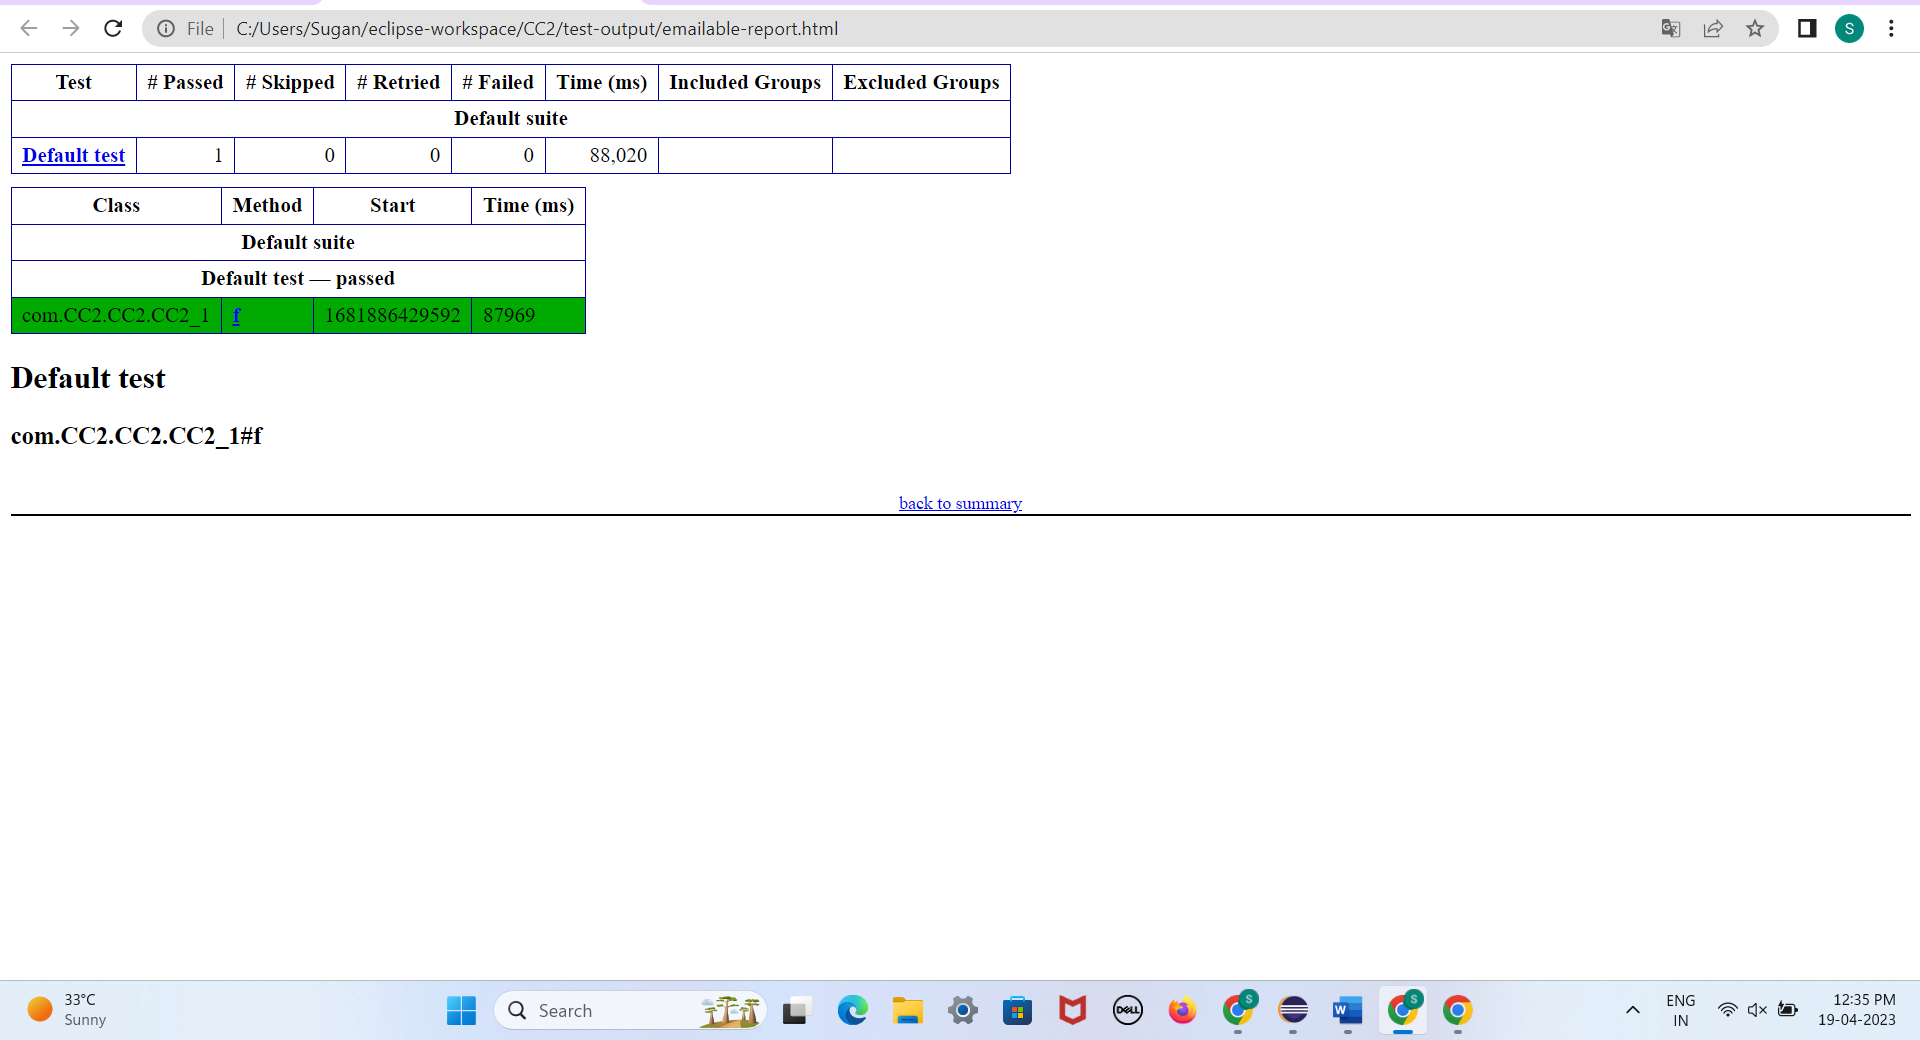 File C:/Users/Sugan/eclipse-workspace/CC2/test-output/emailable-report.html S
Test # Passed # Skipped # Retried # Failed Time (ms) Included Groups Excluded Groups
Default suite
Default test 1 0 0 0 88,020
Class Method Start Time (ms)
Default suite
Default test — passed
com.CC2.CC2.CC2_1 f 1681886429592 87969
Default test
com.CC2.CC2.CC2_1#f
back to summary
33°C
Sunny
Search
DELL
S
W
S
ENG
IN
12:35 PM
19-04-2023